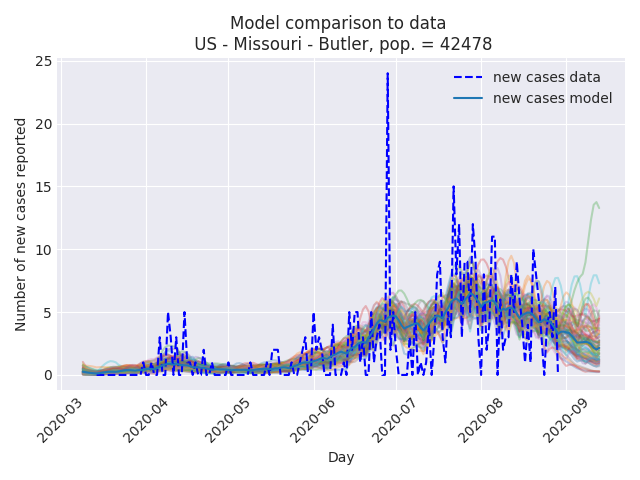 Model comparison to data
US - Missouri - Butler, pop. = 42478
new cases data
new cases model
Number of new cases reported
25
20
15
10
5
0
2020-03
2020-04
2020-05
2020-06
2020-07
2020-08
2020-09
Day